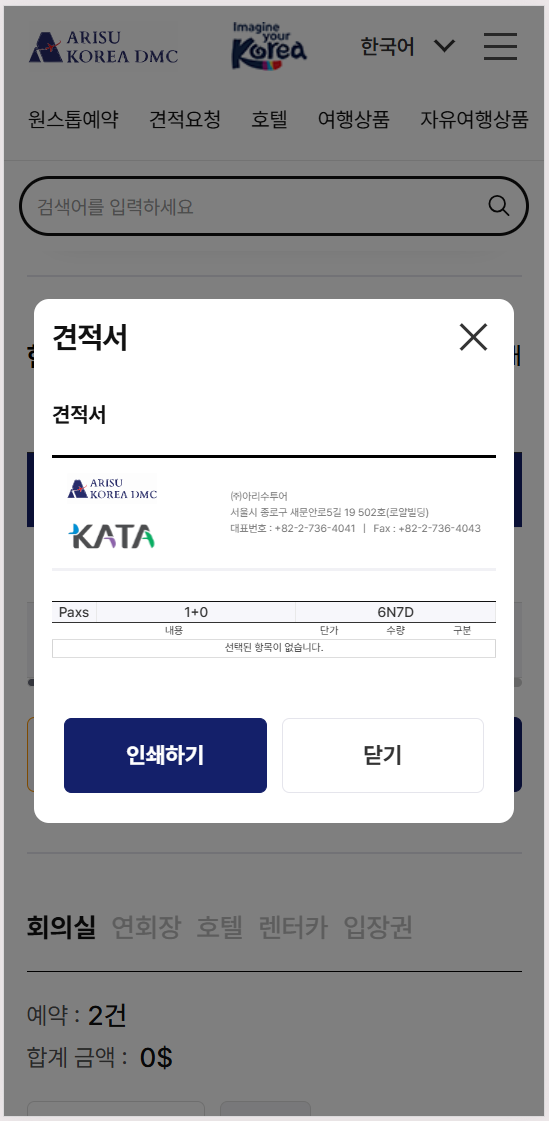 ARISU
KOREA DMC
Imagine
your
Korea
한국어
원스톱예약 견적요청 호텔 여행상품 자유여행상품
검색어를 입력하세요
견적서
견적서
ARISU
KOREA DMC
KATA
㈜아리수투어
서울시 종로구 새문안로5길 19 502호(로얄빌딩)
대표번호 : +82-2-736-4041 | Fax : +82-2-736-4043
Paxs 1+0 6N7D
내용 단가 수량 구분
선택된 항목이 없습니다.
인쇄하기 닫기
회의실 연회장 호텔 렌터카 입장권
예약 : 2건
합계 금액 : 0$